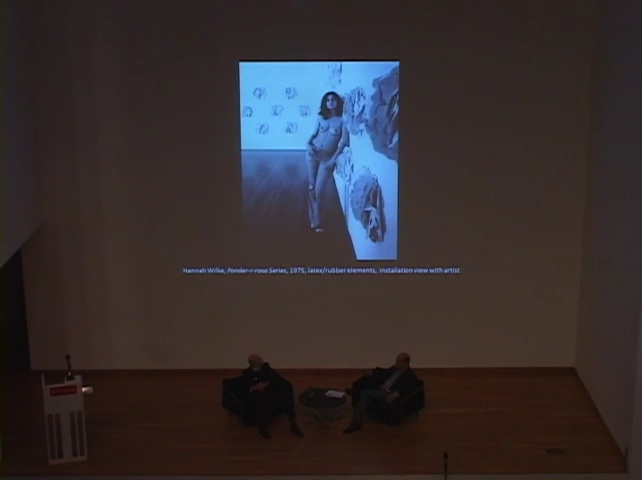 Hannah Wilke, Ponder-r-rosa Series, 1975, latex/rubber elements, installation view with artist